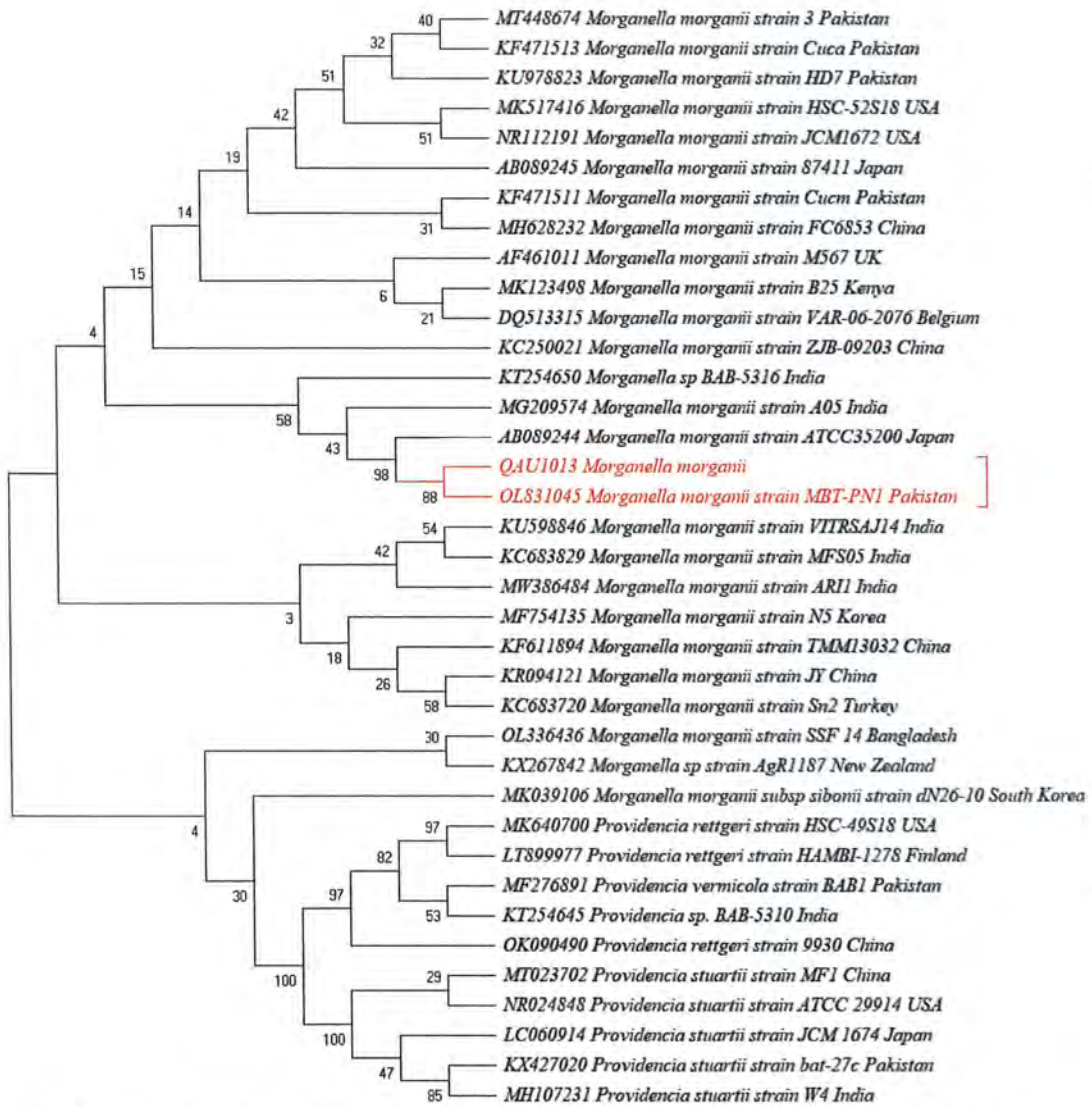 MT448674 Morganella morganii strain 3 Pakistan
40
KF471513 Morganella morganii strain Cuca Pakistan
32
KU978823 Morganella morganii strain HD7 Pakistan
51
MK517416 Morganella morganii strain HSC-52S18 USA
42
NR112191 Morganella morganii strain JCM1672 USA
51
19
AB089245 Morganella morganii strain 87411 Japan
KF471511 Morganella morganii strain Cucm Pakistan
14
MH628232 Morganella morganii strain FC6853 China
31
AF461011 Morganella morganii strain M567 UK
15
MK123498 Morganella morganii strain B25 Kenya
6
DQ513315 Morganella morganii strain VAR-06-2076 Belgium
21
4
KC250021 Morganella morganii strain ZJB-09203 China
KT254650 Morganella sp BAB-5316 India
MG209574 Morganella morganii strain A05 India
58
AB089244 Morganella morganii strain ATCC35200 Japan
43
QAU1013 Morganella morganii
98
OL831045 Morganella morganii strain MBT-PN1 Pakistan
88
KU598846 Morganella morganii strain VITRSAJ14 India
54
KC683829 Morganella morganii strain MFS05 India
42
MW386484 Morganella morganii strain ARI1 India
MF754135 Morganella morganii strain N5 Korea
3
KF611894 Morganella morganii strain TMM13032 China
18
KR094121 Morganella morganii strain JY China
26
KC683720 Morganella morganii strain Sn2 Turkey
58
OL336436 Morganella morganii strain SSF 14 Bangladesh
30
KX267842 Morganella sp strain AgR1187 New Zealand
MK039106 Morganella morganii subsp sibonii strain dN26-10 South Korea
4
MK640700 Providencia rettgeri strain HSC-49S18 USA
97
LT899977 Providencia rettgeri strain HAMBI-1278 Finland
82
MF276891 Providencia vermicola strain BAB1 Pakistan
30
97
KT254645 Providencia sp. BAB-5310 India
53
OK090490 Providencia rettgeri strain 9930 China
MT023702 Providencia stuartii strain MF1 China
100
29
NR024848 Providencia stuartii strain ATCC 29914 USA
LC060914 Providencia stuartii strain JCM 1674 Japan
100
KX427020 Providencia stuartii strain bat-27c Pakistan
47
MH107231 Providencia stuartii strain W4 India
85